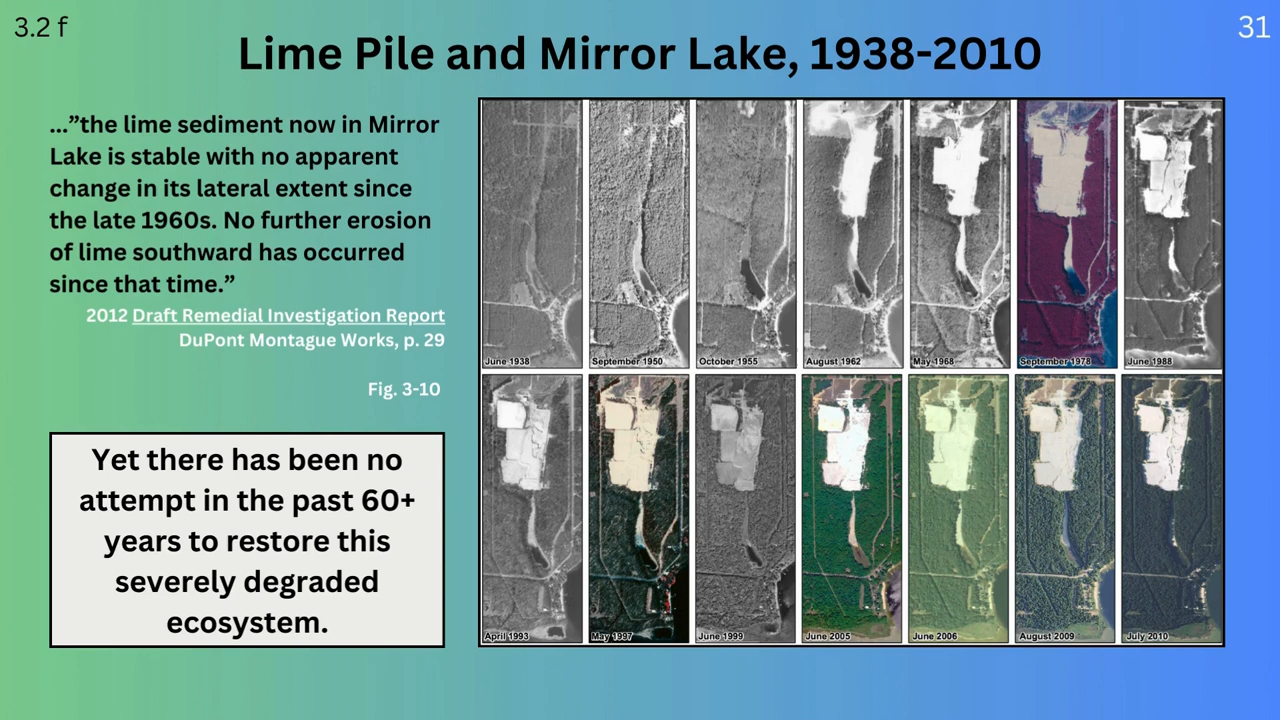 3.2 f
31
Lime Pile and Mirror Lake, 1938-2010
...”the lime sediment now in Mirror
Lake is stable with no apparent
change in its lateral extent since
the late 1960s. No further erosion
of lime southward has occurred
since that time.”
2012 Draft Remedial Investigation Report
DuPont Montague Works, p. 29
Fig. 3-10
Yet there has been no
attempt in the past 60+
years to restore this
severely degraded
ecosystem.
June 1938
September 1950
October 1955
August 1962
May 1968
September 1978
June 1988
April 1993
May 1997
June 1999
June 2005
June 2006
August 2009
July 2010